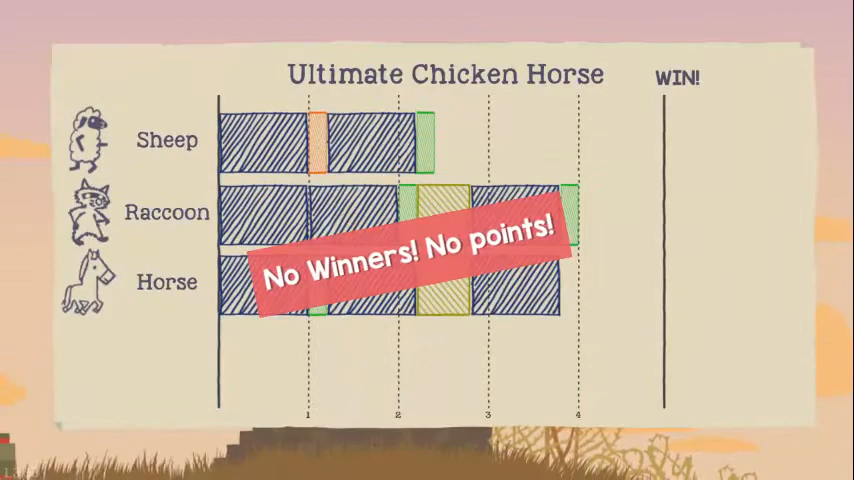 Ultimate Chicken Horse
WIN!
Sheep
Raccoon
Horse
No Winners! No points!
1 2 3 4